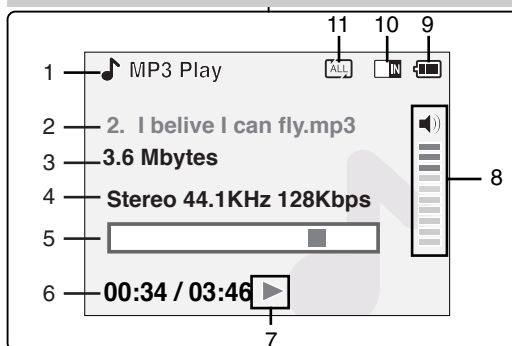 11 10 9
1 MP3 Play ALL IN
2 2. I belive I can fly.mp3
3 3.6 Mbytes
8
4 Stereo 44.1KHz 128Kbps
5
6 00:34 / 03:46
7